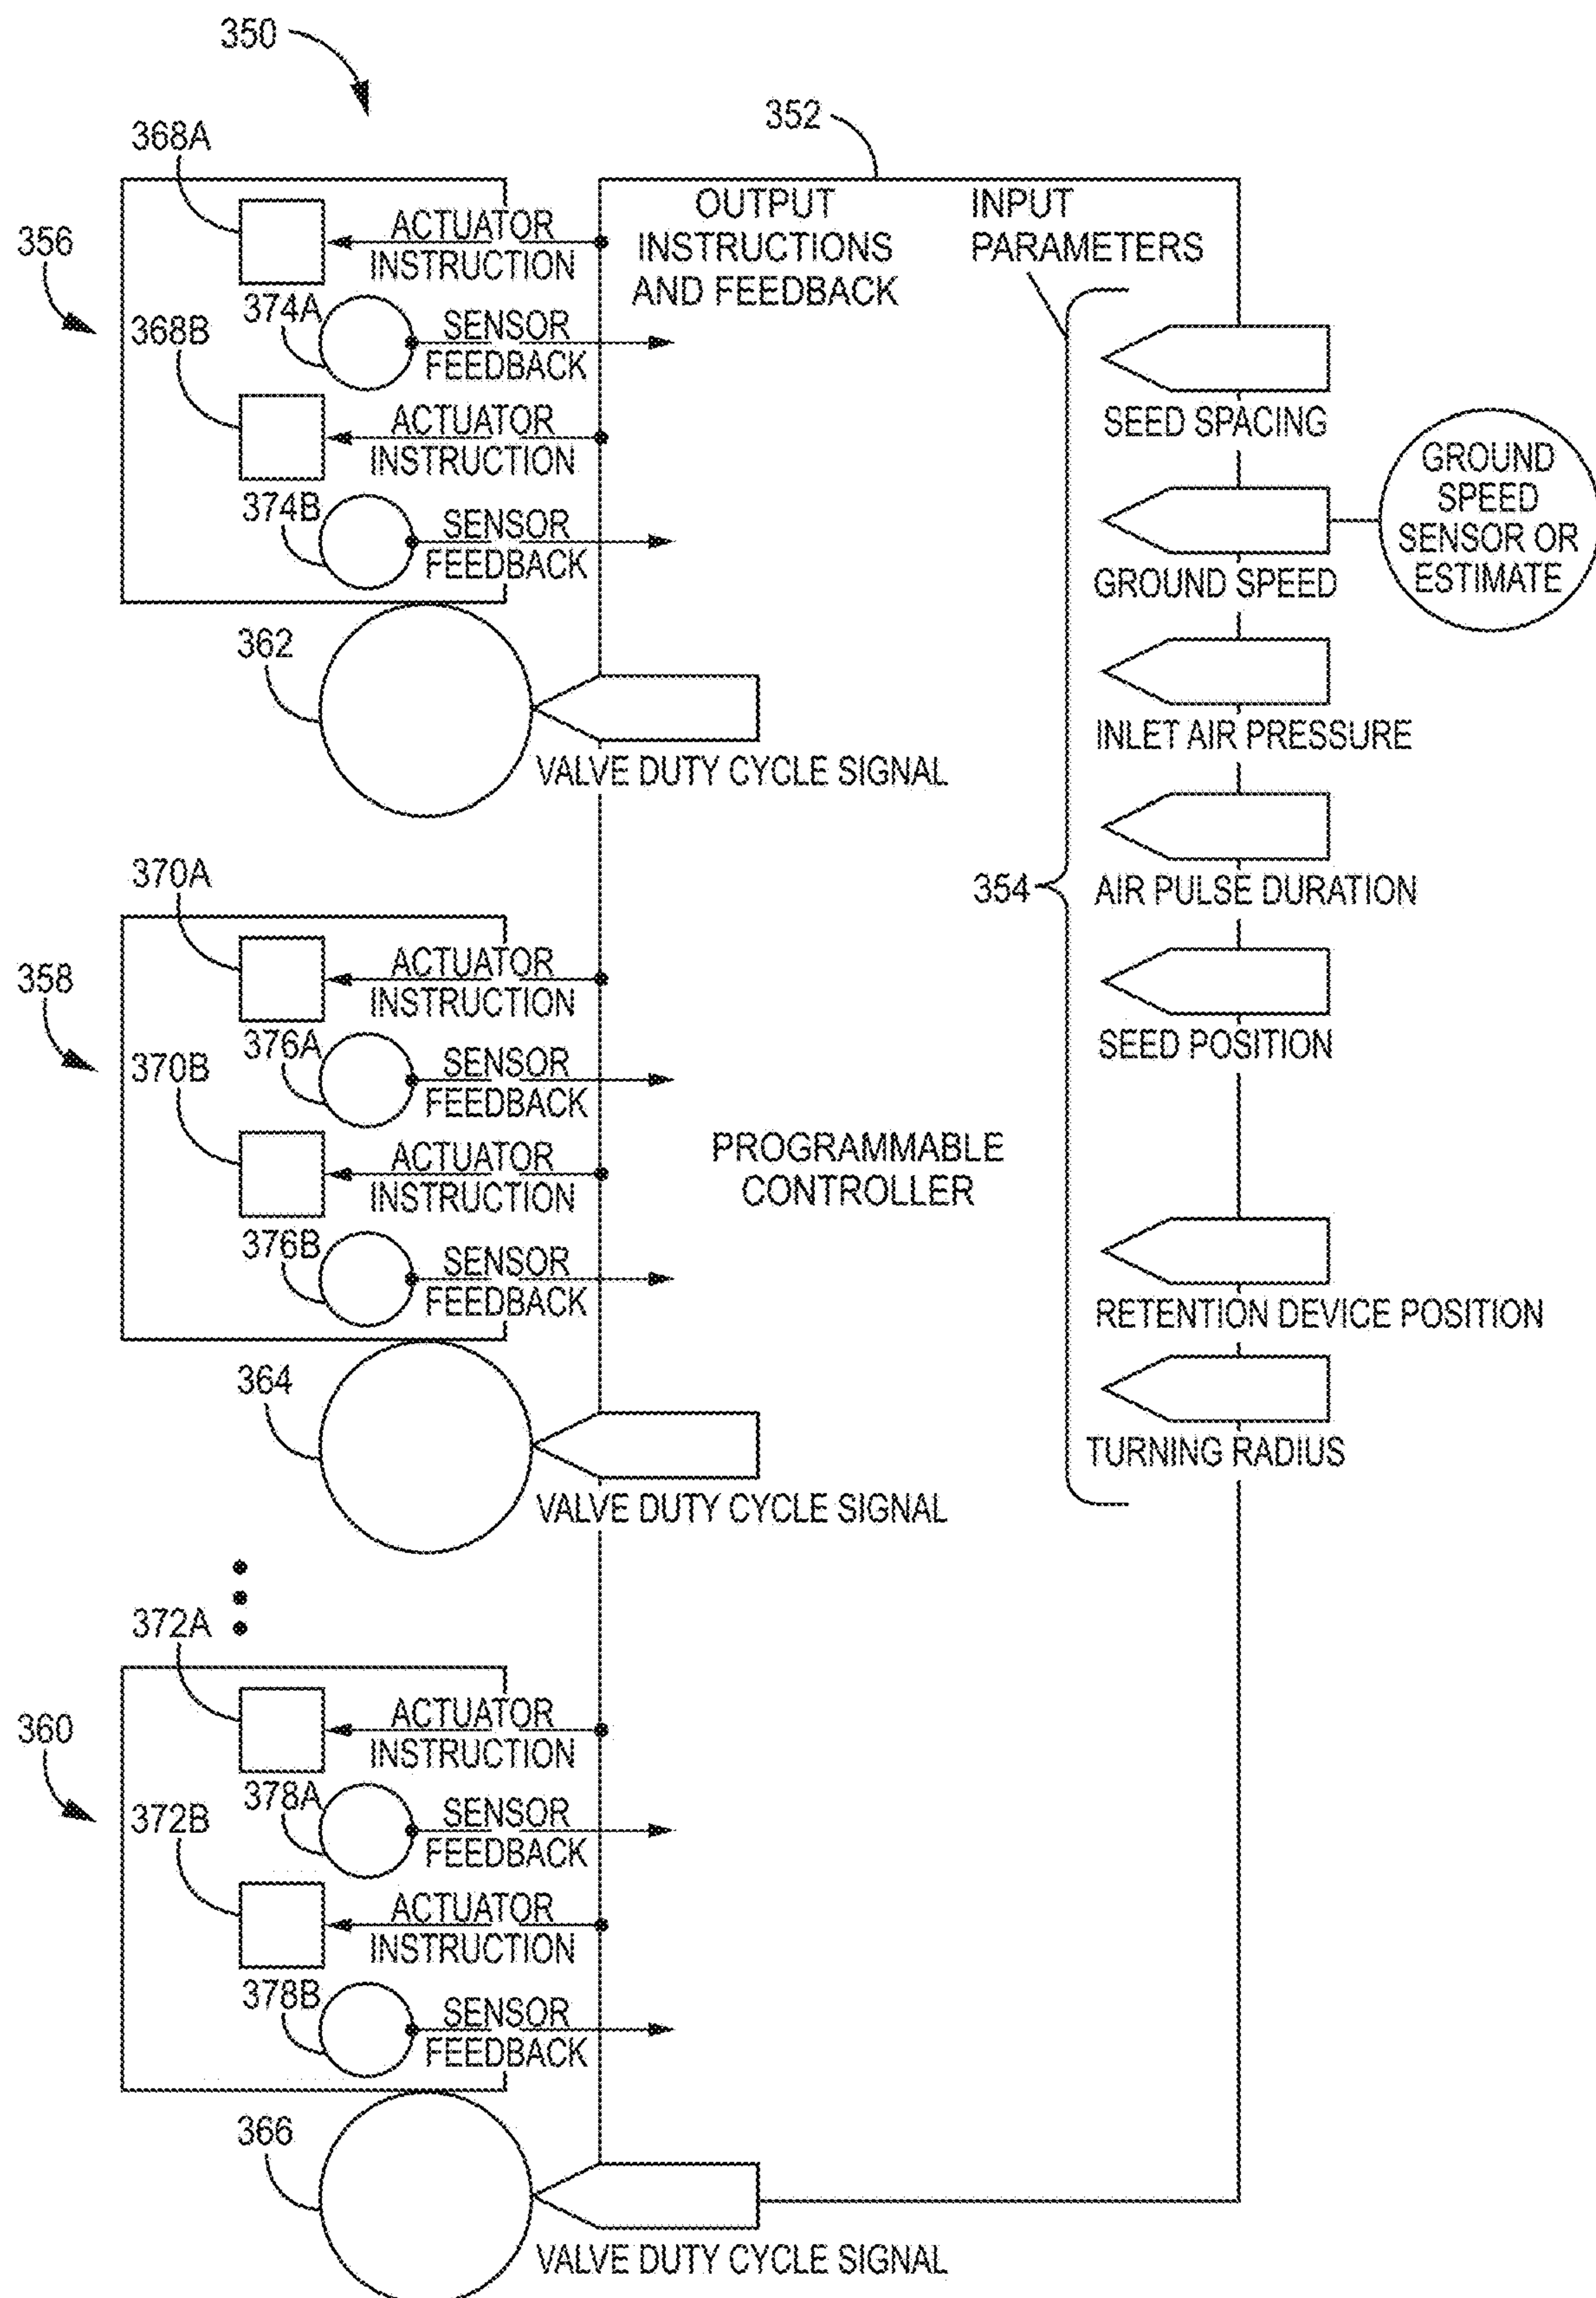 350
352
368A
356
368B
ACTUATOR
INSTRUCTION
374A
SENSOR
FEEDBACK
ACTUATOR
INSTRUCTION
374B
SENSOR
FEEDBACK
362
VALVE DUTY CYCLE SIGNAL
OUTPUT
INSTRUCTIONS
AND FEEDBACK
INPUT
PARAMETERS
SEED SPACING
GROUND SPEED
GROUND
SPEED
SENSOR OR
ESTIMATE
INLET AIR PRESSURE
354
AIR PULSE DURATION
SEED POSITION
RETENTION DEVICE POSITION
TURNING RADIUS
PROGRAMMABLE
CONTROLLER
370A
358
370B
ACTUATOR
INSTRUCTION
376A
SENSOR
FEEDBACK
ACTUATOR
INSTRUCTION
376B
SENSOR
FEEDBACK
364
VALVE DUTY CYCLE SIGNAL
372A
360
372B
ACTUATOR
INSTRUCTION
378A
SENSOR
FEEDBACK
ACTUATOR
INSTRUCTION
378B
SENSOR
FEEDBACK
366
VALVE DUTY CYCLE SIGNAL